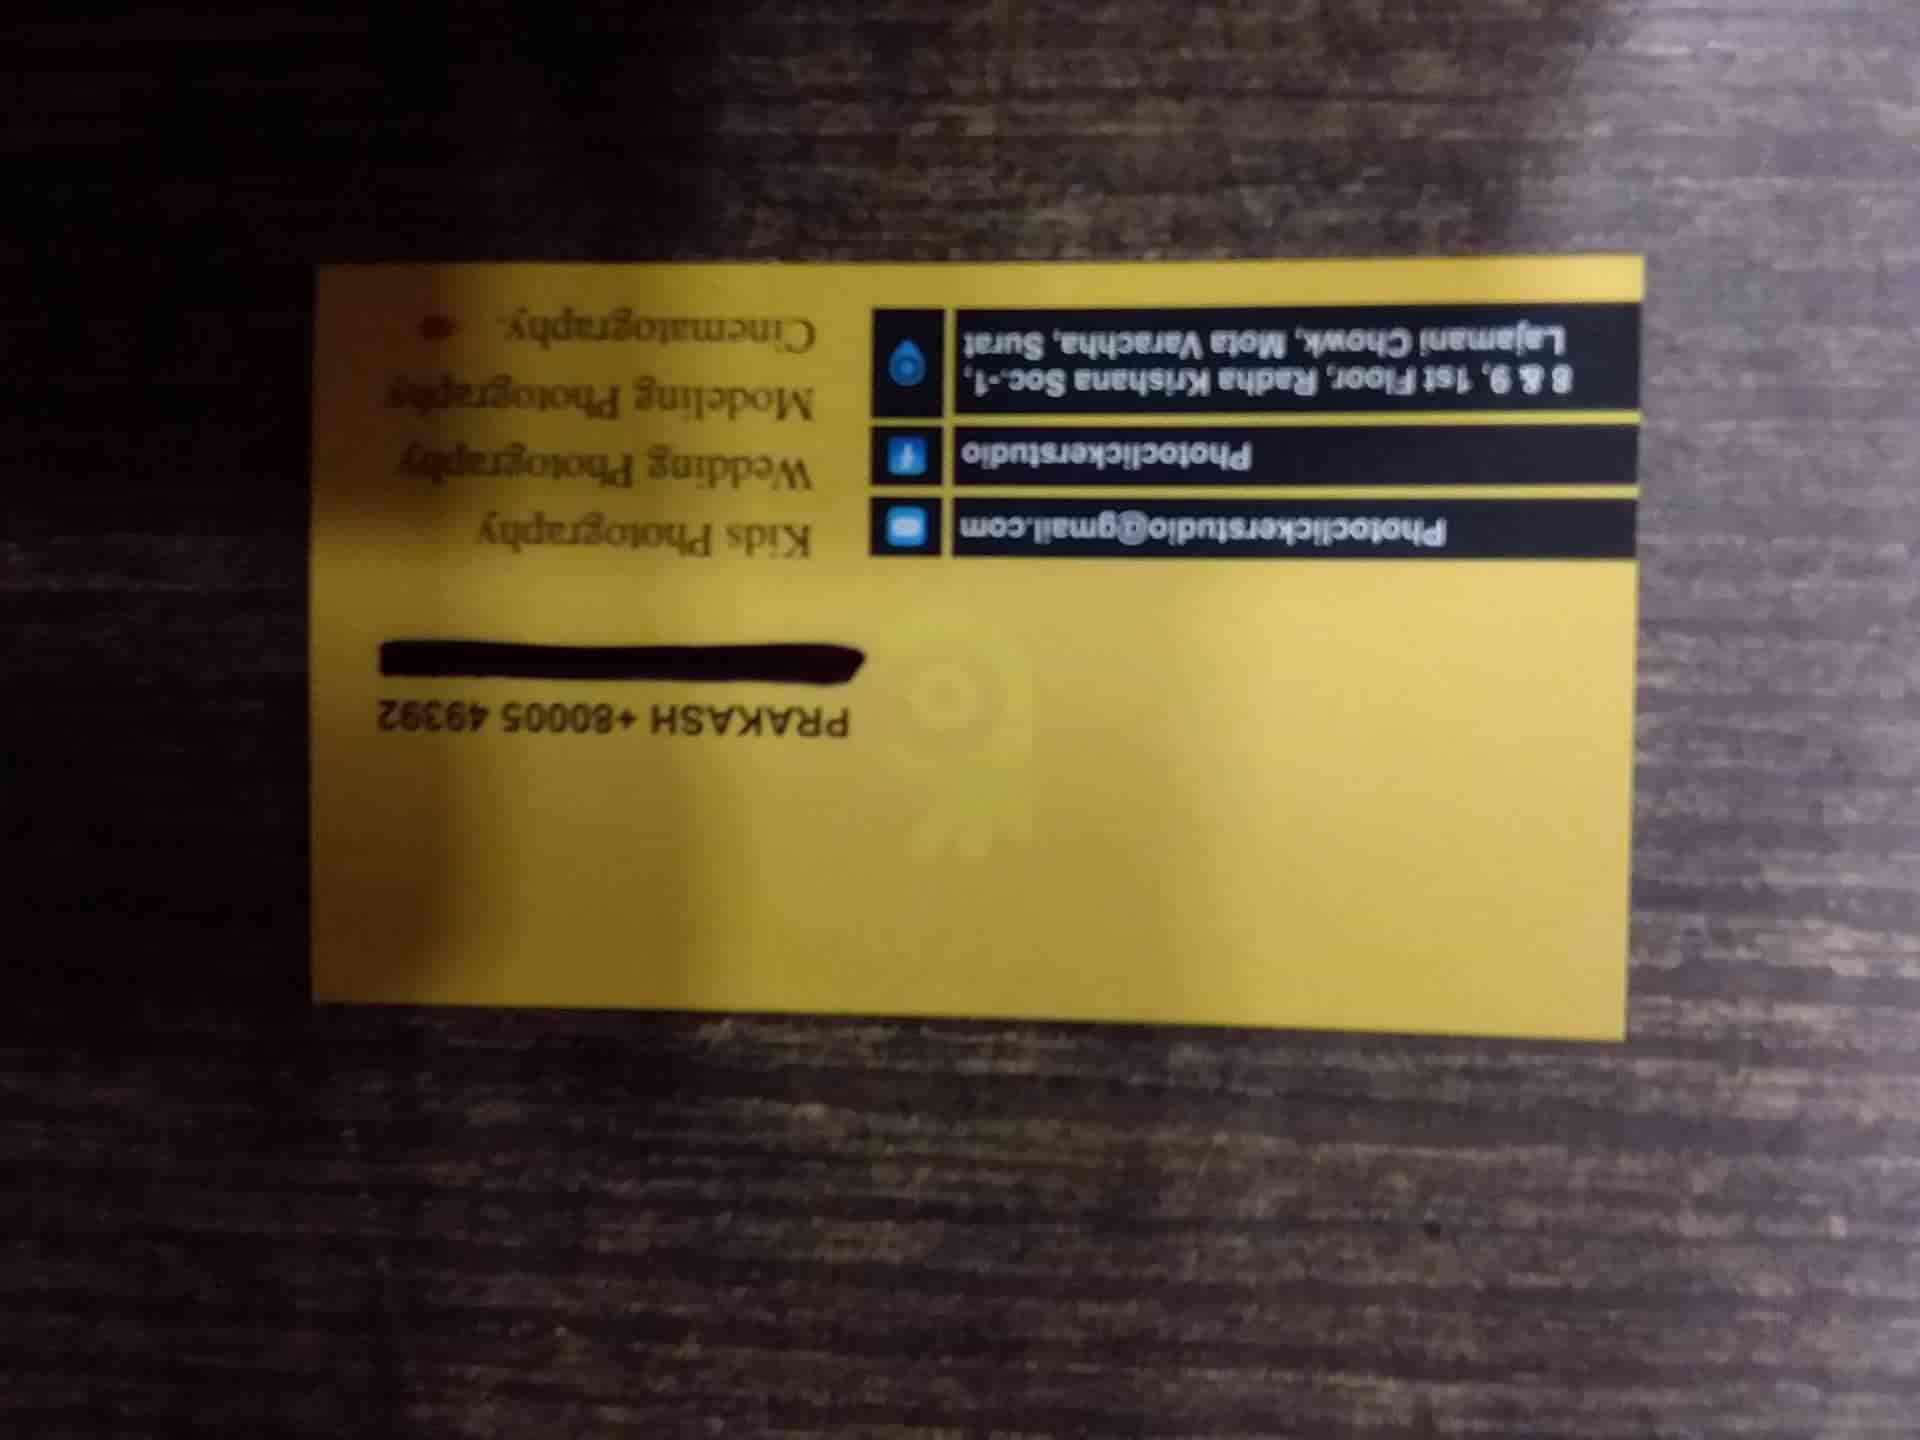 PRAKASH +80005 49392
Photoclickerstudio@gmail.com
Photoclickerstudio
8 & 9, 1st Floor, Radha Krishana Soc.-1,
Lajamani Chowk, Mota Varachha, Surat
Kids Photography
Wedding Photography
Modeling Photography
Cinematography.